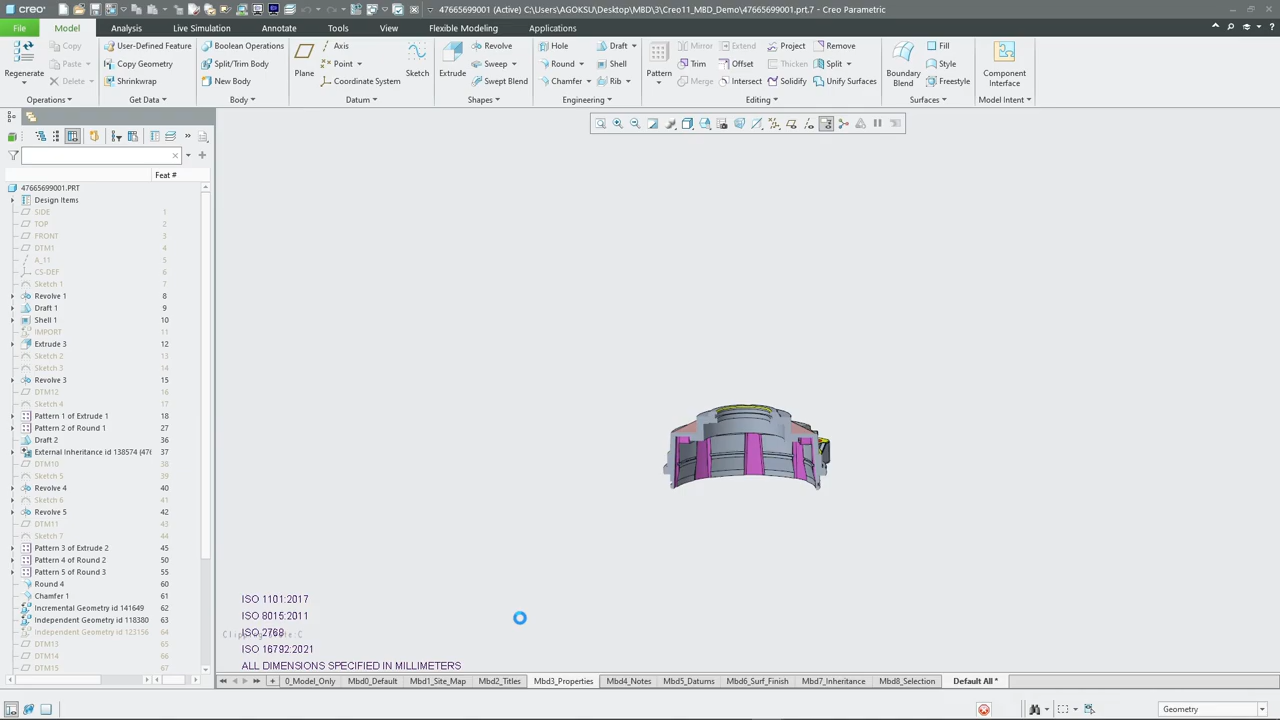 creo 47665699001 (Active) C:\Users\AGOKSU\Desktop\MBD\3\Creo11_MBD_Demo\47665699001.prt.7 - Creo Parametric
File Model Analysis Live Simulation Annotate Tools View Flexible Modeling Applications
Copy User-Defined Feature Boolean Operations Axis Revolve Hole Draft Mirror Extend Project Remove Fill
Regenerate Paste Copy Geometry Split/Trim Body Plane Point Sketch Extrude Sweep Round Shell Pattern Trim Offset Thicken Split Boundary Blend Style Component Interface
Delete Shrinkwrap New Body Coordinate System Swept Blend Chamfer Rib Merge Intersect Solidify Unify Surfaces Freestyle
Operations Get Data Body Datum Shapes Engineering Editing Surfaces Model Intent
Feat #
47665699001.PRT
Design Items
SIDE 1
TOP 2
FRONT 3
DTM1 4
A_11 5
CS-DEF 6
Sketch 1 7
Revolve 1 8
Draft 1 9
Shell 1 10
IMPORT 11
Extrude 3 12
Sketch 2 13
Sketch 3 14
Revolve 3 15
DTM12 16
Sketch 4 17
Pattern 1 of Extrude 1 18
Pattern 2 of Round 1 27
Draft 2 36
External Inheritance id 138574 (476 37
DTM10 38
Sketch 5 39
Revolve 4 40
Sketch 6 41
Revolve 5 42
DTM11 43
Sketch 7 44
Pattern 3 of Extrude 2 45
Pattern 4 of Round 2 50
Pattern 5 of Round 3 55
Round 4 60
Chamfer 1 61
Incremental Geometry id 141649 62
Independent Geometry id 118380 63
Independent Geometry id 123156 64
DTM13 65
DTM14 66
DTM15 67
ISO 1101:2017
ISO 8015:2011
ISO 2768
ISO 16792:2021
ALL DIMENSIONS SPECIFIED IN MILLIMETERS
0_Model_Only Mbd0_Default Mbd1_Site_Map Mbd2_Titles Mbd3_Properties Mbd4_Notes Mbd5_Datums Mbd6_Surf_Finish Mbd7_Inheritance Mbd8_Selection Default All *
Geometry